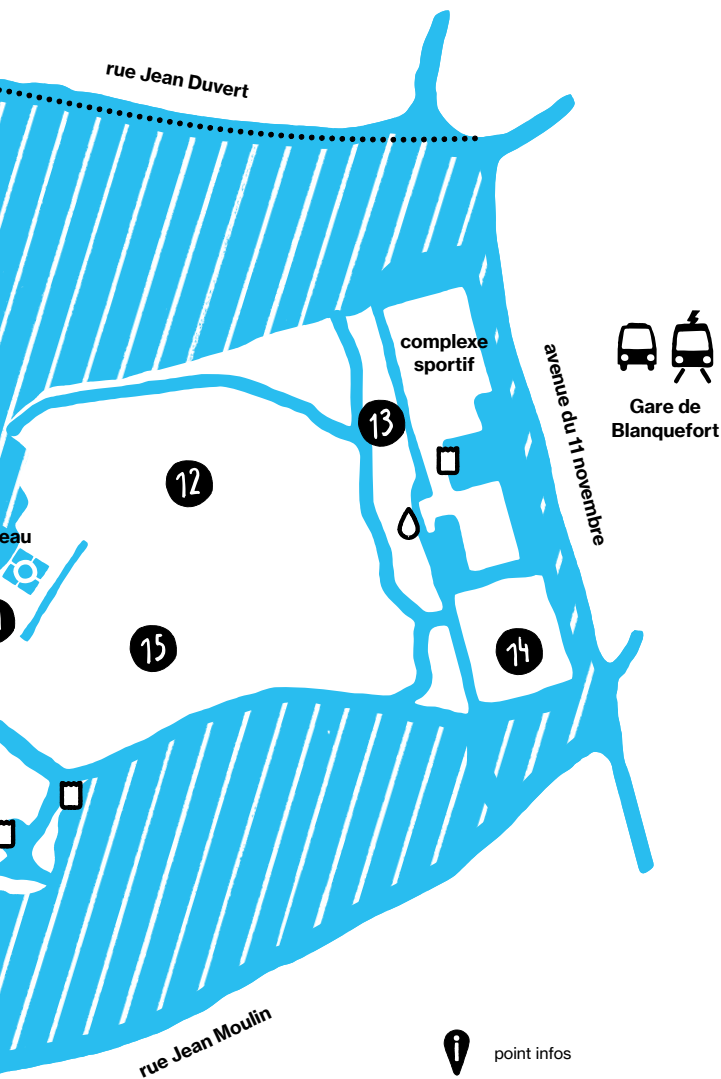 rue Jean Duvert
complexe
sportif
avenue du 11 novembre
Gare de
Blanquefort
13
12
eau
15
14
rue Jean Moulin
i
point infos